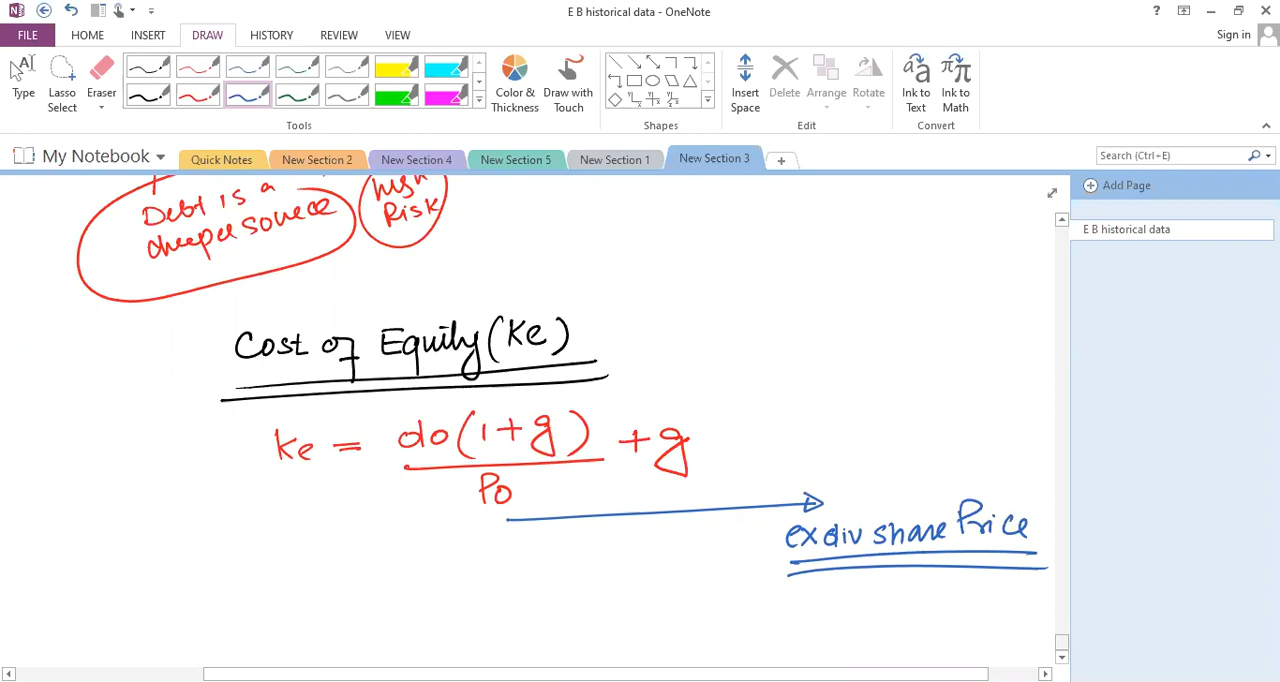 E B historical data - OneNote
? Sign in
FILE HOME INSERT DRAW HISTORY REVIEW VIEW
Type Lasso Select Eraser Color & Thickness Draw with Touch Insert Space Delete Arrange Rotate Ink to Text Ink to Math
Tools Shapes Edit Convert
My Notebook Quick Notes New Section 2 New Section 4 New Section 5 New Section 1 New Section 3 Search (Ctrl+E)
Add Page
E B historical data
Debt is a
cheaper source
high
Risk
Cost of Equity (Ke)
Ke = do(1+g) + g
Po
ex div share Price